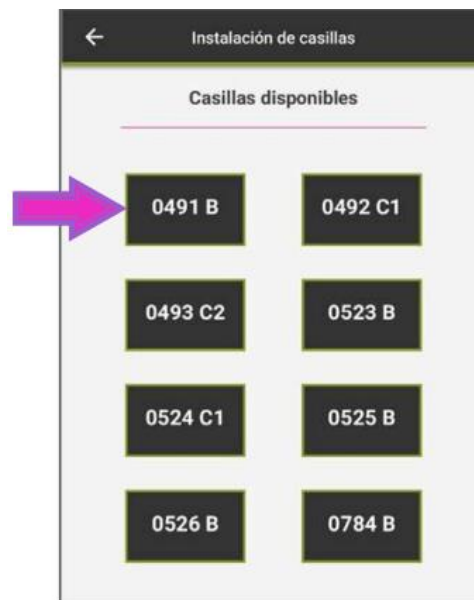 Instalación de casillas
Casillas disponibles
0491 B
0492 C1
0493 C2
0523 B
0524 C1
0525 B
0526 B
0784 B